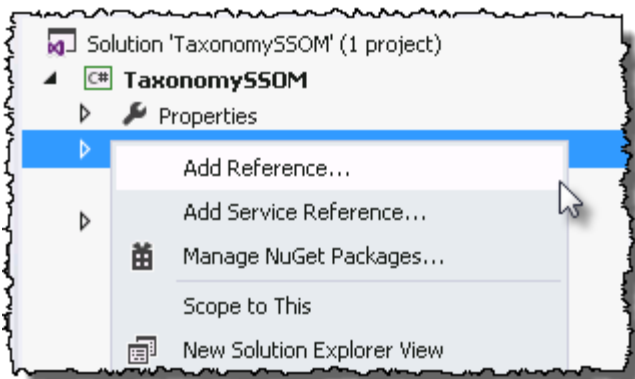 Solution 'TaxonomySSOM' (1 project)
C# TaxonomySSOM
Properties
Add Reference...
Add Service Reference...
Manage NuGet Packages...
Scope to This
New Solution Explorer View